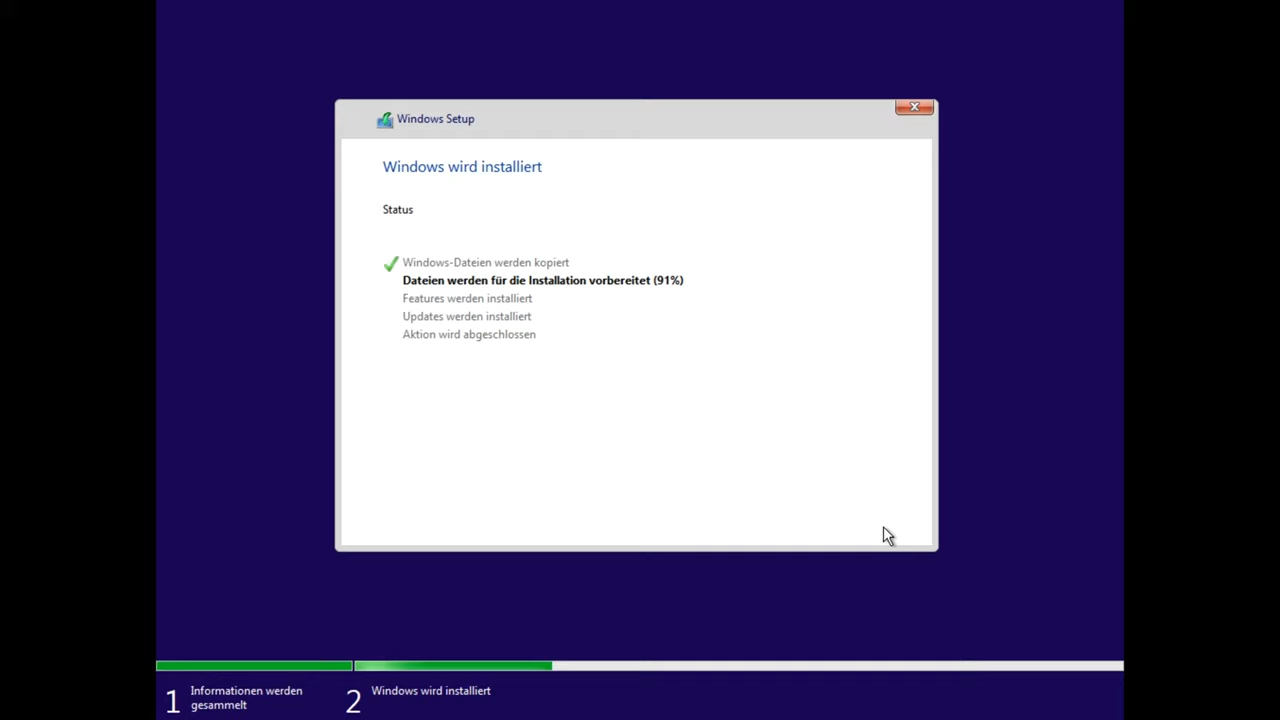 Windows Setup
Windows wird installiert
Status
Windows-Dateien werden kopiert
Dateien werden für die Installation vorbereitet (91%)
Features werden installiert
Updates werden installiert
Aktion wird abgeschlossen
1 Informationen werden
gesammelt
2 Windows wird installiert